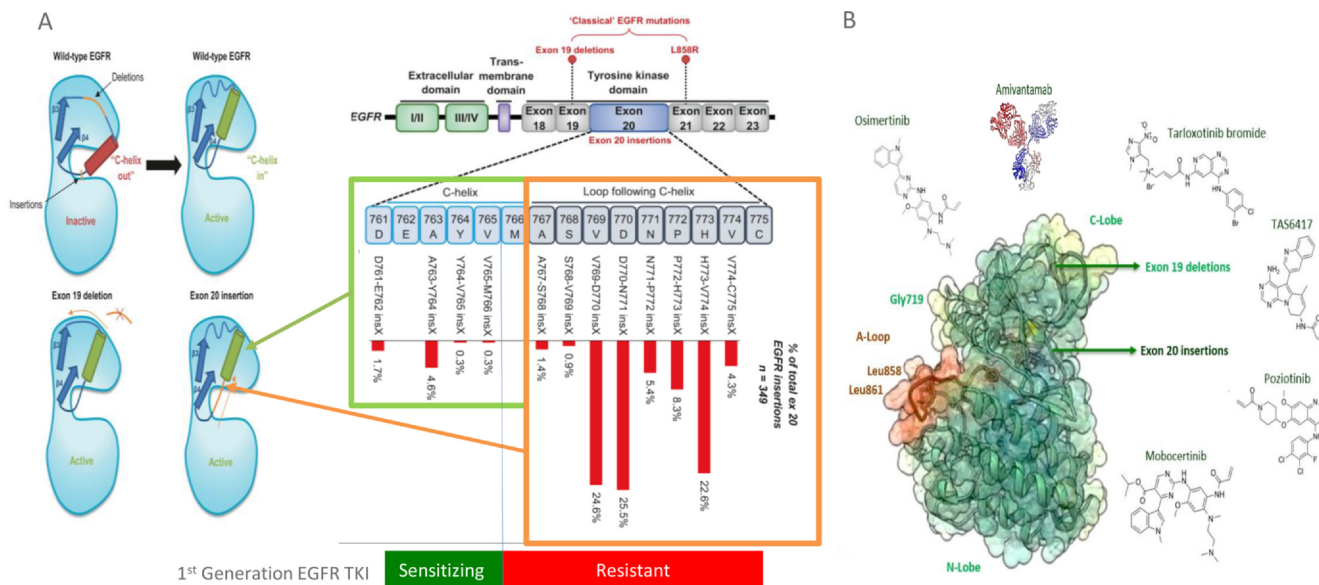 A
Wild-type EGFR
Wild-type EGFR
Deletions
β3
β4
"C-helix
out"
Insertions
Inactive
β3
"C-helix
in"
Active
Exon 19 deletion
Exon 20 insertion
β3
β4
Active
β3
β4
Active
'Classical' EGFR mutations
Exon 19 deletions
L858R
Extracellular
domain
Trans-
membrane
domain
Tyrosine kinase
domain
EGFR
I/II
III/IV
Exon
18
Exon
19
Exon
20
Exon
21
Exon
22
Exon
23
Exon 20 insertions
C-helix
Loop following C-helix
761 762 763 764 765 766 767 768 769 770 771 772 773 774 775
D E A Y V M A S V D N P H V C
D761-E762 insX
A763-Y764 insX
Y764-V765 insX
V765-M766 insX
A767-S768 insX
S768-V769 insX
V769-D770 insX
D770-N771 insX
N771-P772 insX
P772-H773 insX
H773-V774 insX
V774-C775 insX
1.7%
4.6%
0.3%
0.3%
1.4%
0.9%
24.6%
25.5%
5.4%
8.3%
22.6%
4.3%
% of total ex 20
EGFR insertions
n = 349
1st Generation EGFR TKI
Sensitizing
Resistant
B
Amivantamab
Osimertinib
Tarloxotinib bromide
C-Lobe
TAS6417
Exon 19 deletions
Gly719
A-Loop
Exon 20 insertions
Leu858
Leu861
Poziotinib
Mobocertinib
N-Lobe